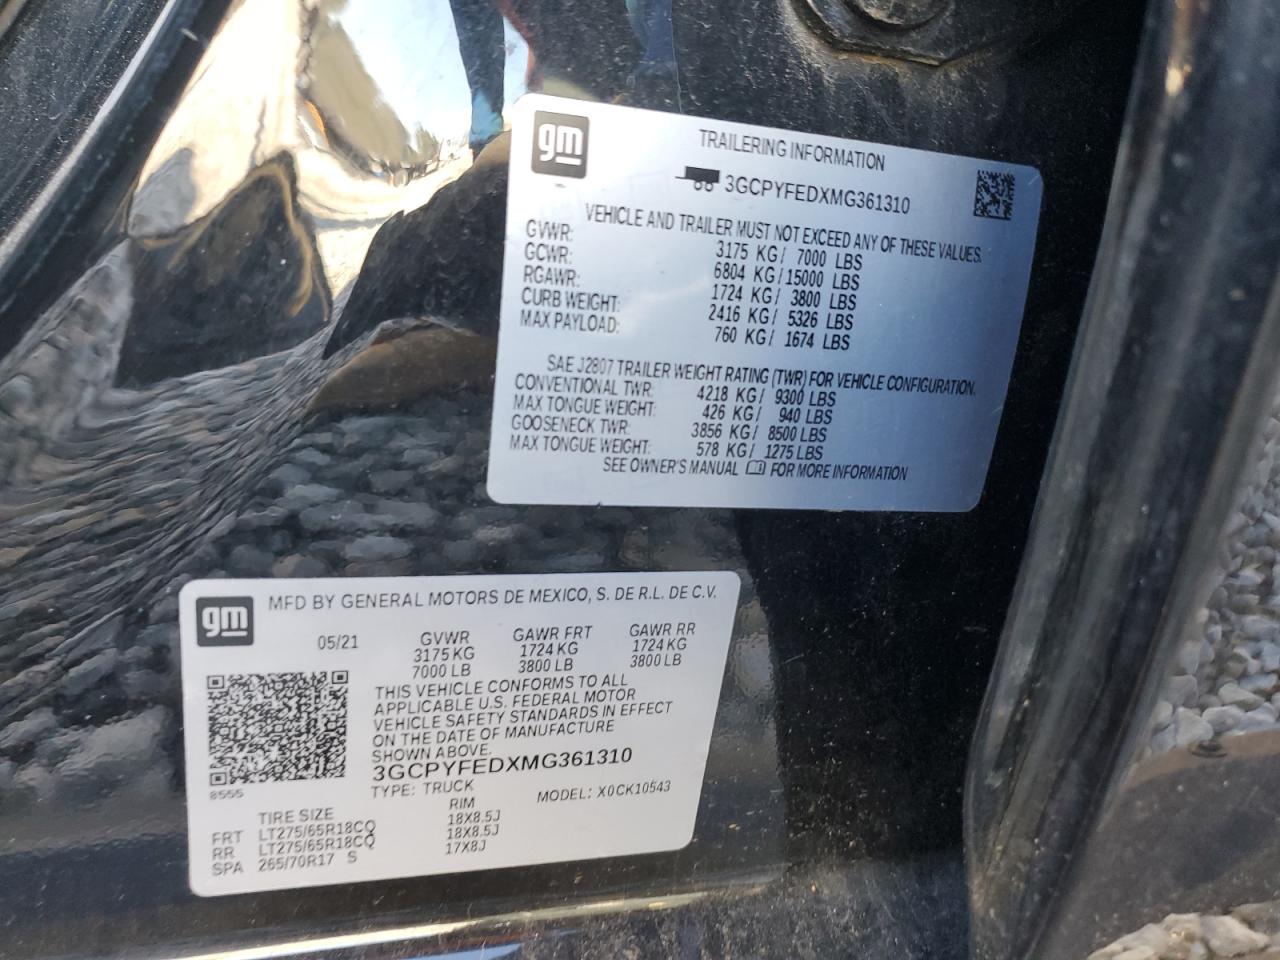 gm
TRAILERING INFORMATION
3GCPYFEDXMG361310
VEHICLE AND TRAILER MUST NOT EXCEED ANY OF THESE VALUES.
GVWR: 3175 KG/ 7000 LBS
GCWR: 6804 KG/15000 LBS
RGAWR: 1724 KG/ 3800 LBS
CURB WEIGHT: 2416 KG/ 5326 LBS
MAX PAYLOAD: 760 KG/ 1674 LBS
SAE J2807 TRAILER WEIGHT RATING (TWR) FOR VEHICLE CONFIGURATION.
CONVENTIONAL TWR: 4218 KG/ 9300 LBS
MAX TONGUE WEIGHT: 426 KG/ 940 LBS
GOOSENECK TWR: 3856 KG/ 8500 LBS
MAX TONGUE WEIGHT: 578 KG/ 1275 LBS
SEE OWNER'S MANUAL FOR MORE INFORMATION
gm
MFD BY GENERAL MOTORS DE MEXICO, S. DE R.L. DE C.V.
05/21 GVWR GAWR FRT GAWR RR
3175 KG 1724 KG 1724 KG
7000 LB 3800 LB 3800 LB
THIS VEHICLE CONFORMS TO ALL
APPLICABLE U.S. FEDERAL MOTOR
VEHICLE SAFETY STANDARDS IN EFFECT
ON THE DATE OF MANUFACTURE
SHOWN ABOVE.
3GCPYFEDXMG361310
8555
TYPE: TRUCK MODEL: X0CK10543
TIRE SIZE RIM
FRT LT275/65R18CQ 18X8.5J
RR LT275/65R18CQ 18X8.5J
SPA 265/70R17 S 17X8J